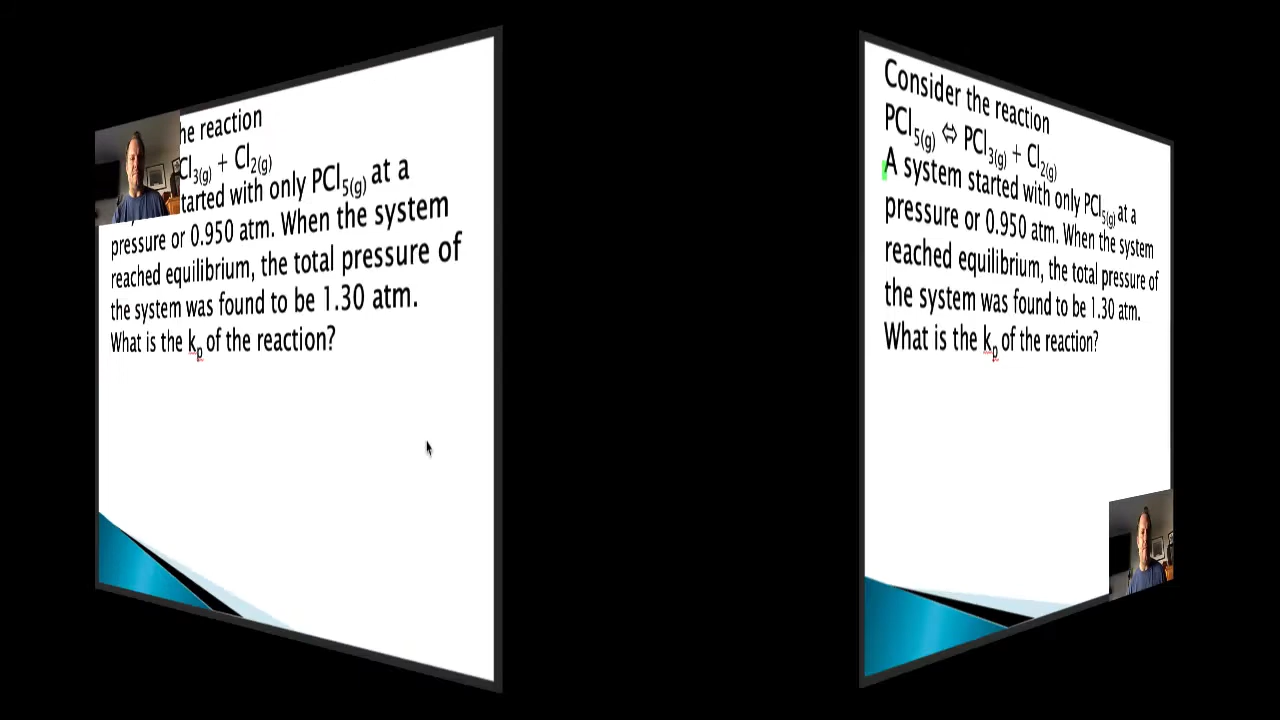 he reaction
Cl3(g) + Cl2(g)
tarted with only PCl5(g) at a
pressure or 0.950 atm. When the system
reached equilibrium, the total pressure of
the system was found to be 1.30 atm.
What is the kp of the reaction?
Consider the reaction
PCl5(g) ⇔ PCl3(g) + Cl2(g)
A system started with only PCl5(g) at a
pressure or 0.950 atm. When the system
reached equilibrium, the total pressure of
the system was found to be 1.30 atm.
What is the kp of the reaction?